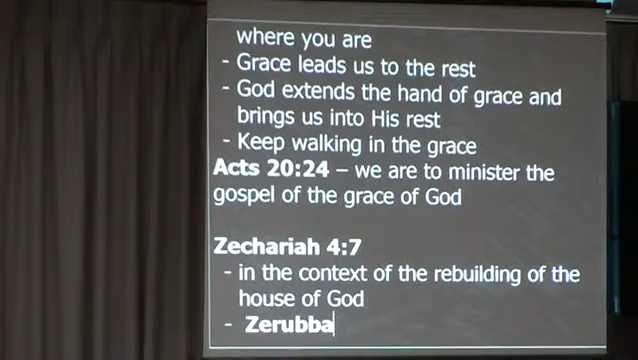 where you are
- Grace leads us to the rest
- God extends the hand of grace and
brings us into His rest
- Keep walking in the grace
Acts 20:24 – we are to minister the
gospel of the grace of God
Zechariah 4:7
- in the context of the rebuilding of the
house of God
- Zerubba